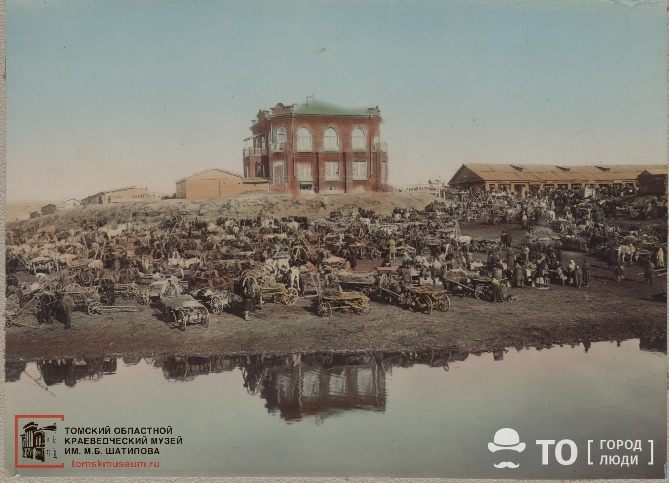 ТОМСКИЙ ОБЛАСТНОЙ
КРАЕВЕДЧЕСКИЙ МУЗЕЙ
ИМ. М.Б. ШАТИЛОВА
tomskmuseum.ru
ТО [ГОРОД
ЛЮДИ]